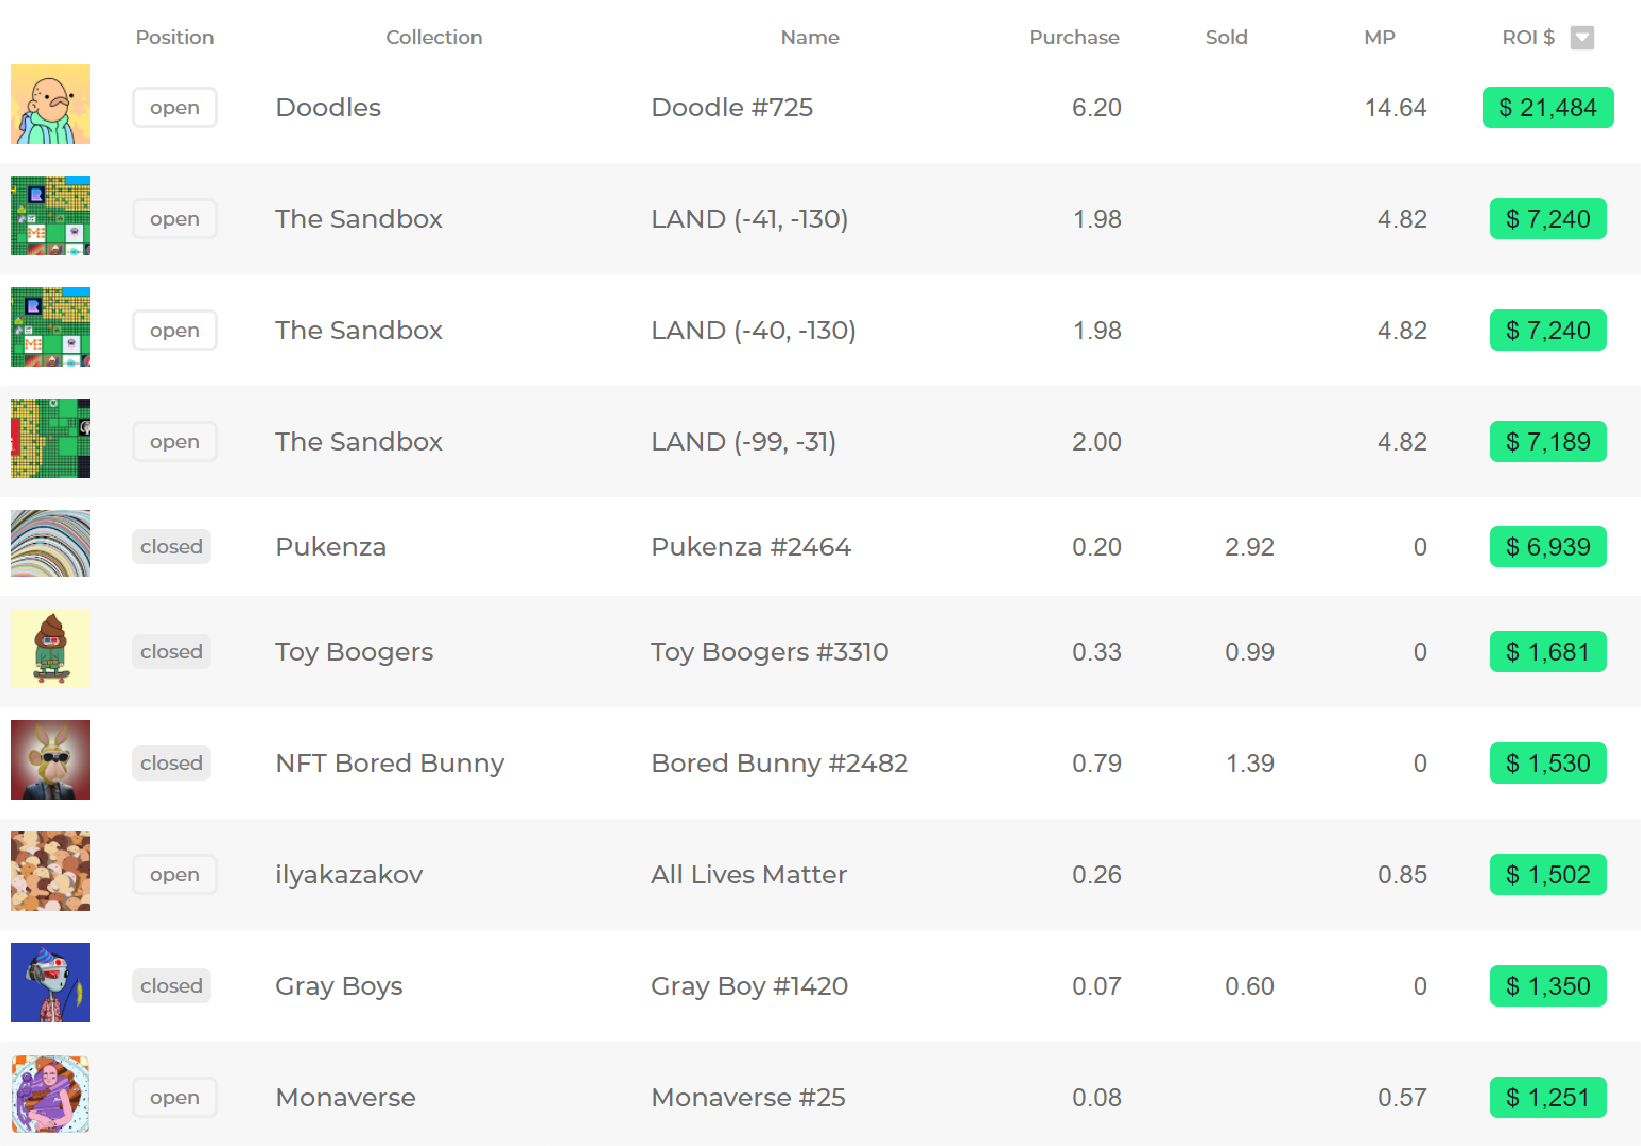 Position Collection Name Purchase Sold MP ROI $
open Doodles Doodle #725 6.20 14.64 $ 21,484
open The Sandbox LAND (-41, -130) 1.98 4.82 $ 7,240
open The Sandbox LAND (-40, -130) 1.98 4.82 $ 7,240
open The Sandbox LAND (-99, -31) 2.00 4.82 $ 7,189
closed Pukenza Pukenza #2464 0.20 2.92 0 $ 6,939
closed Toy Boogers Toy Boogers #3310 0.33 0.99 0 $ 1,681
closed NFT Bored Bunny Bored Bunny #2482 0.79 1.39 0 $ 1,530
open ilyakazakov All Lives Matter 0.26 0.85 $ 1,502
closed Gray Boys Gray Boy #1420 0.07 0.60 0 $ 1,350
open Monaverse Monaverse #25 0.08 0.57 $ 1,251